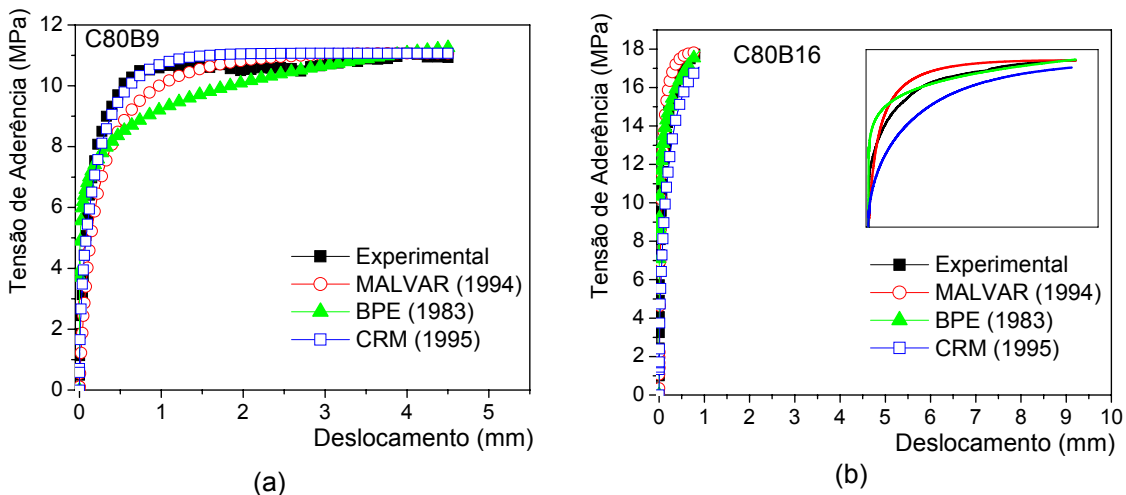 C80B9
Tensão de Aderência (MPa)
12
10
8
6
4
2
0
0 1 2 3 4 5
Deslocamento (mm)
Experimental
MALVAR (1994)
BPE (1983)
CRM (1995)
(a)
C80B16
Tensão de Aderência (MPa)
18
16
14
12
10
8
6
4
2
0
0 1 2 3 4 5 6 7 8 9 10
Deslocamento (mm)
Experimental
MALVAR (1994)
BPE (1983)
CRM (1995)
(b)